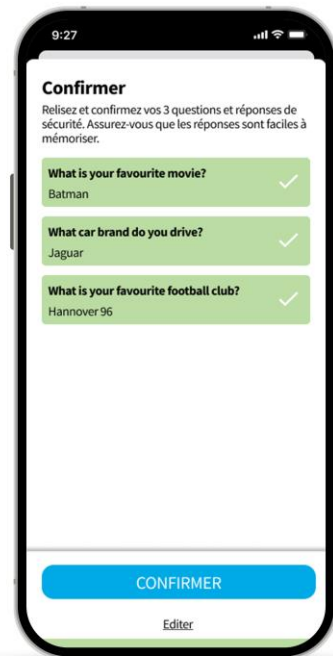 9:27
Confirmer
Relisez et confirmez vos 3 questions et réponses de
sécurité. Assurez-vous que les réponses sont faciles à
mémoriser.
What is your favourite movie?
Batman
What car brand do you drive?
Jaguar
What is your favourite football club?
Hannover 96
CONFIRMER
Editer